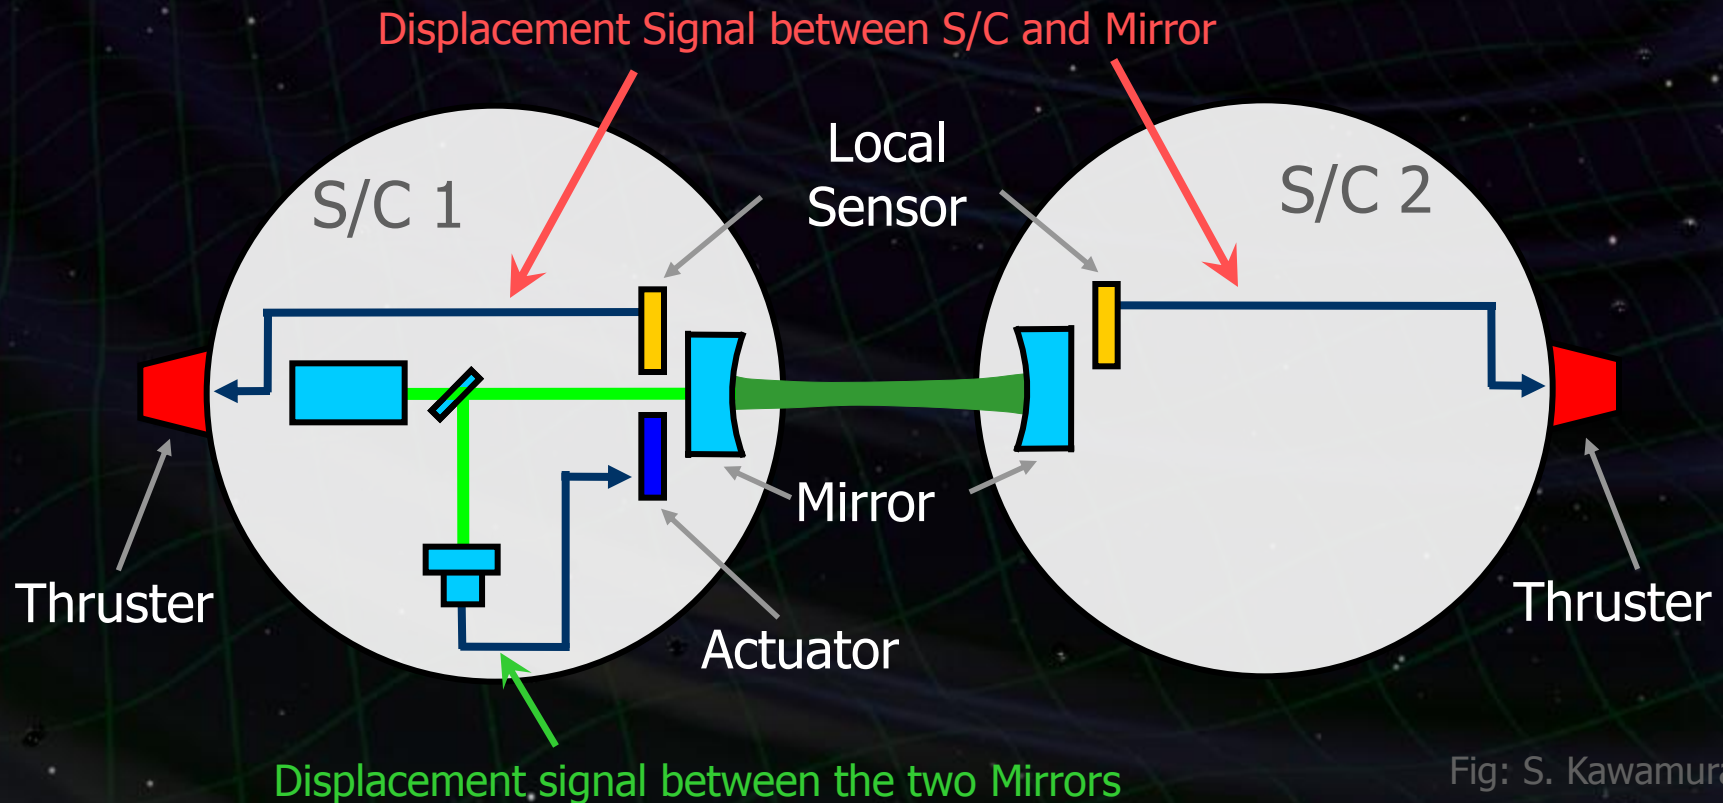 Displacement Signal between S/C and Mirror
Local
Sensor
S/C 1
S/C 2
Mirror
Thruster
Thruster
Actuator
Displacement signal between the two Mirrors
Fig: S. Kawamura